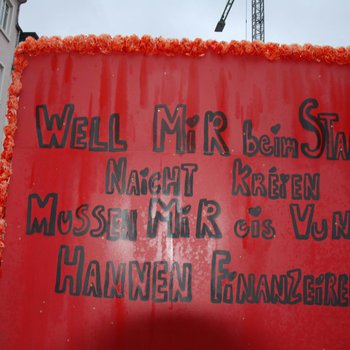 WELL MiR beim STA
NAiCHT KRÉiEN
MUSSEN MiR eis VUN
HANNEN FiNANZEiRE